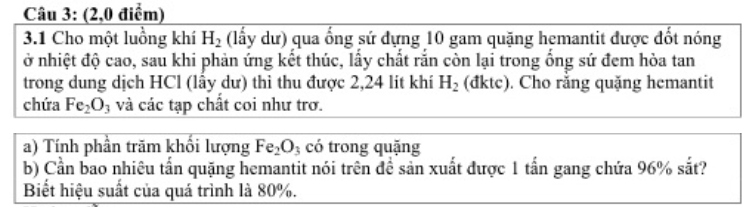 Câu 3: (2,0 điểm)
3.1 Cho một luồng khí H₂ (lấy dư) qua ống sứ đựng 10 gam quặng hemantit được đốt nóng
ở nhiệt độ cao, sau khi phản ứng kết thúc, lấy chất rắn còn lại trong ống sứ đem hòa tan
trong dung dịch HCl (lấy dư) thì thu được 2,24 lít khí H₂ (đktc). Cho rằng quặng hemantit
chứa Fe₂O₃ và các tạp chất coi như trơ.
a) Tính phần trăm khối lượng Fe₂O₃ có trong quặng
b) Cần bao nhiêu tấn quặng hemantit nói trên để sản xuất được 1 tấn gang chứa 96% sắt?
Biết hiệu suất của quá trình là 80%.